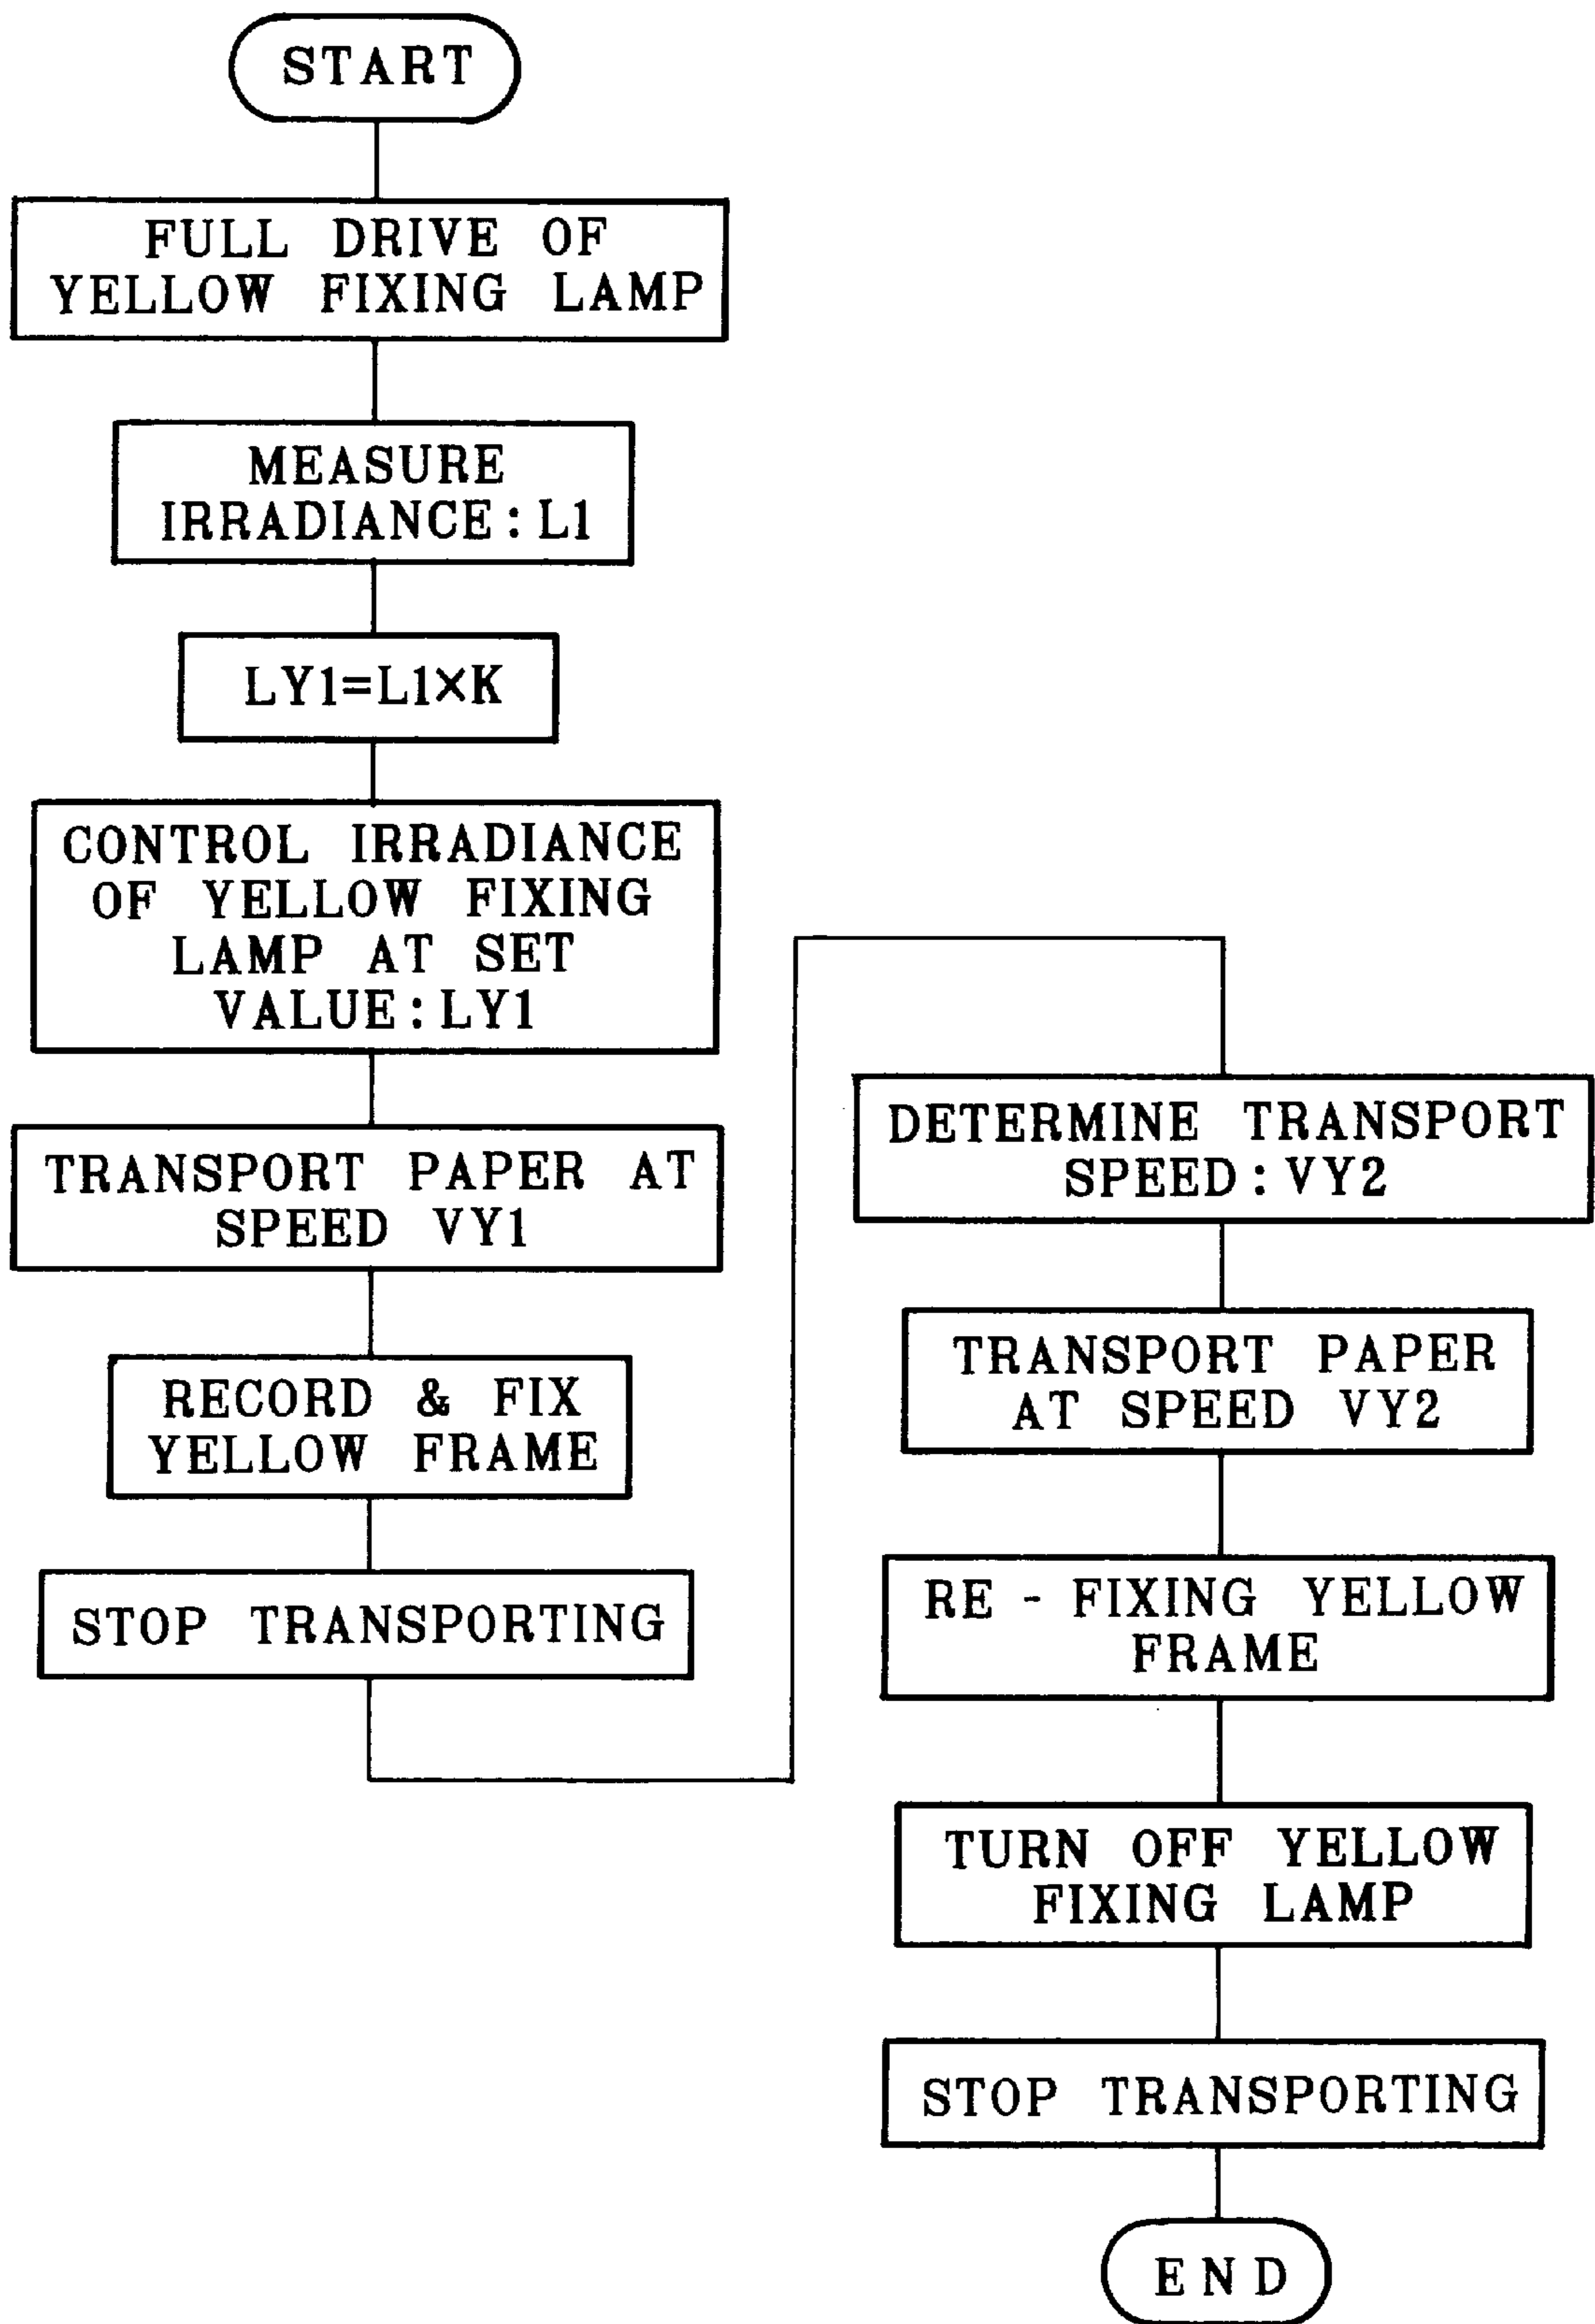 START
FULL DRIVE OF
YELLOW FIXING LAMP
MEASURE
IRRADIANCE:L1
LY1=L1×K
CONTROL IRRADIANCE
OF YELLOW FIXING
LAMP AT SET
VALUE:LY1
TRANSPORT PAPER AT
SPEED VY1
RECORD & FIX
YELLOW FRAME
STOP TRANSPORTING
DETERMINE TRANSPORT
SPEED:VY2
TRANSPORT PAPER
AT SPEED VY2
RE - FIXING YELLOW
FRAME
TURN OFF YELLOW
FIXING LAMP
STOP TRANSPORTING
END